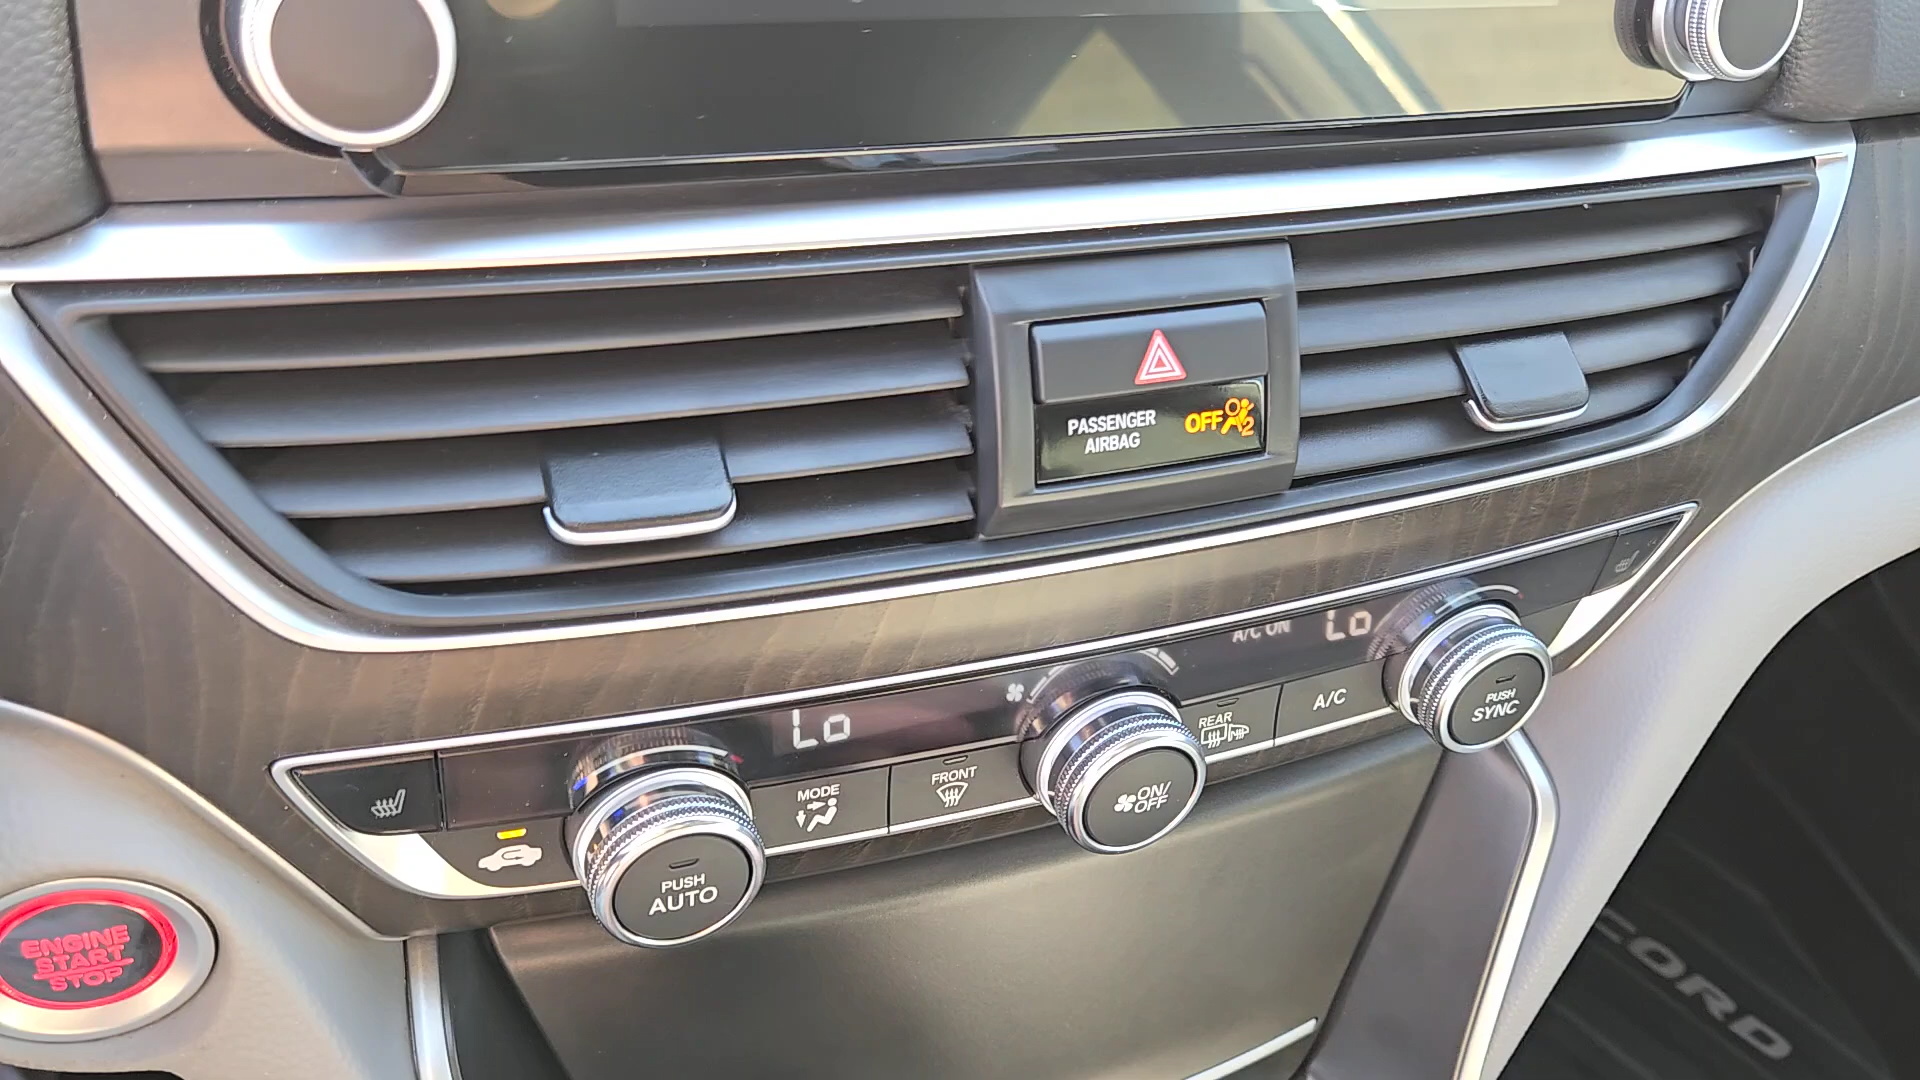 PASSENGER
AIRBAG
OFF
2
A/C ON
Lo
Lo
PUSH
SYNC
A/C
REAR
ON/
OFF
FRONT
MODE
PUSH
AUTO
ENGINE
START
STOP
CORD